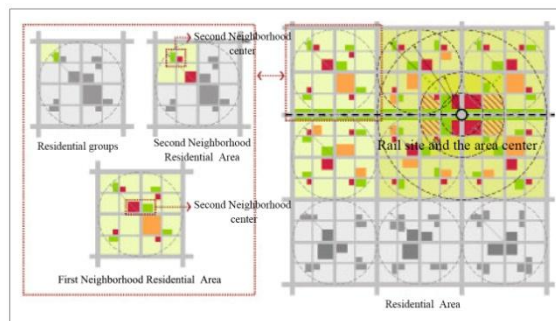 Second Neighborhood
center
Residential groups
Second Neighborhood
Residential Area
Second Neighborhood
center
First Neighborhood Residential Area
Rail site and the area center
Residential Area